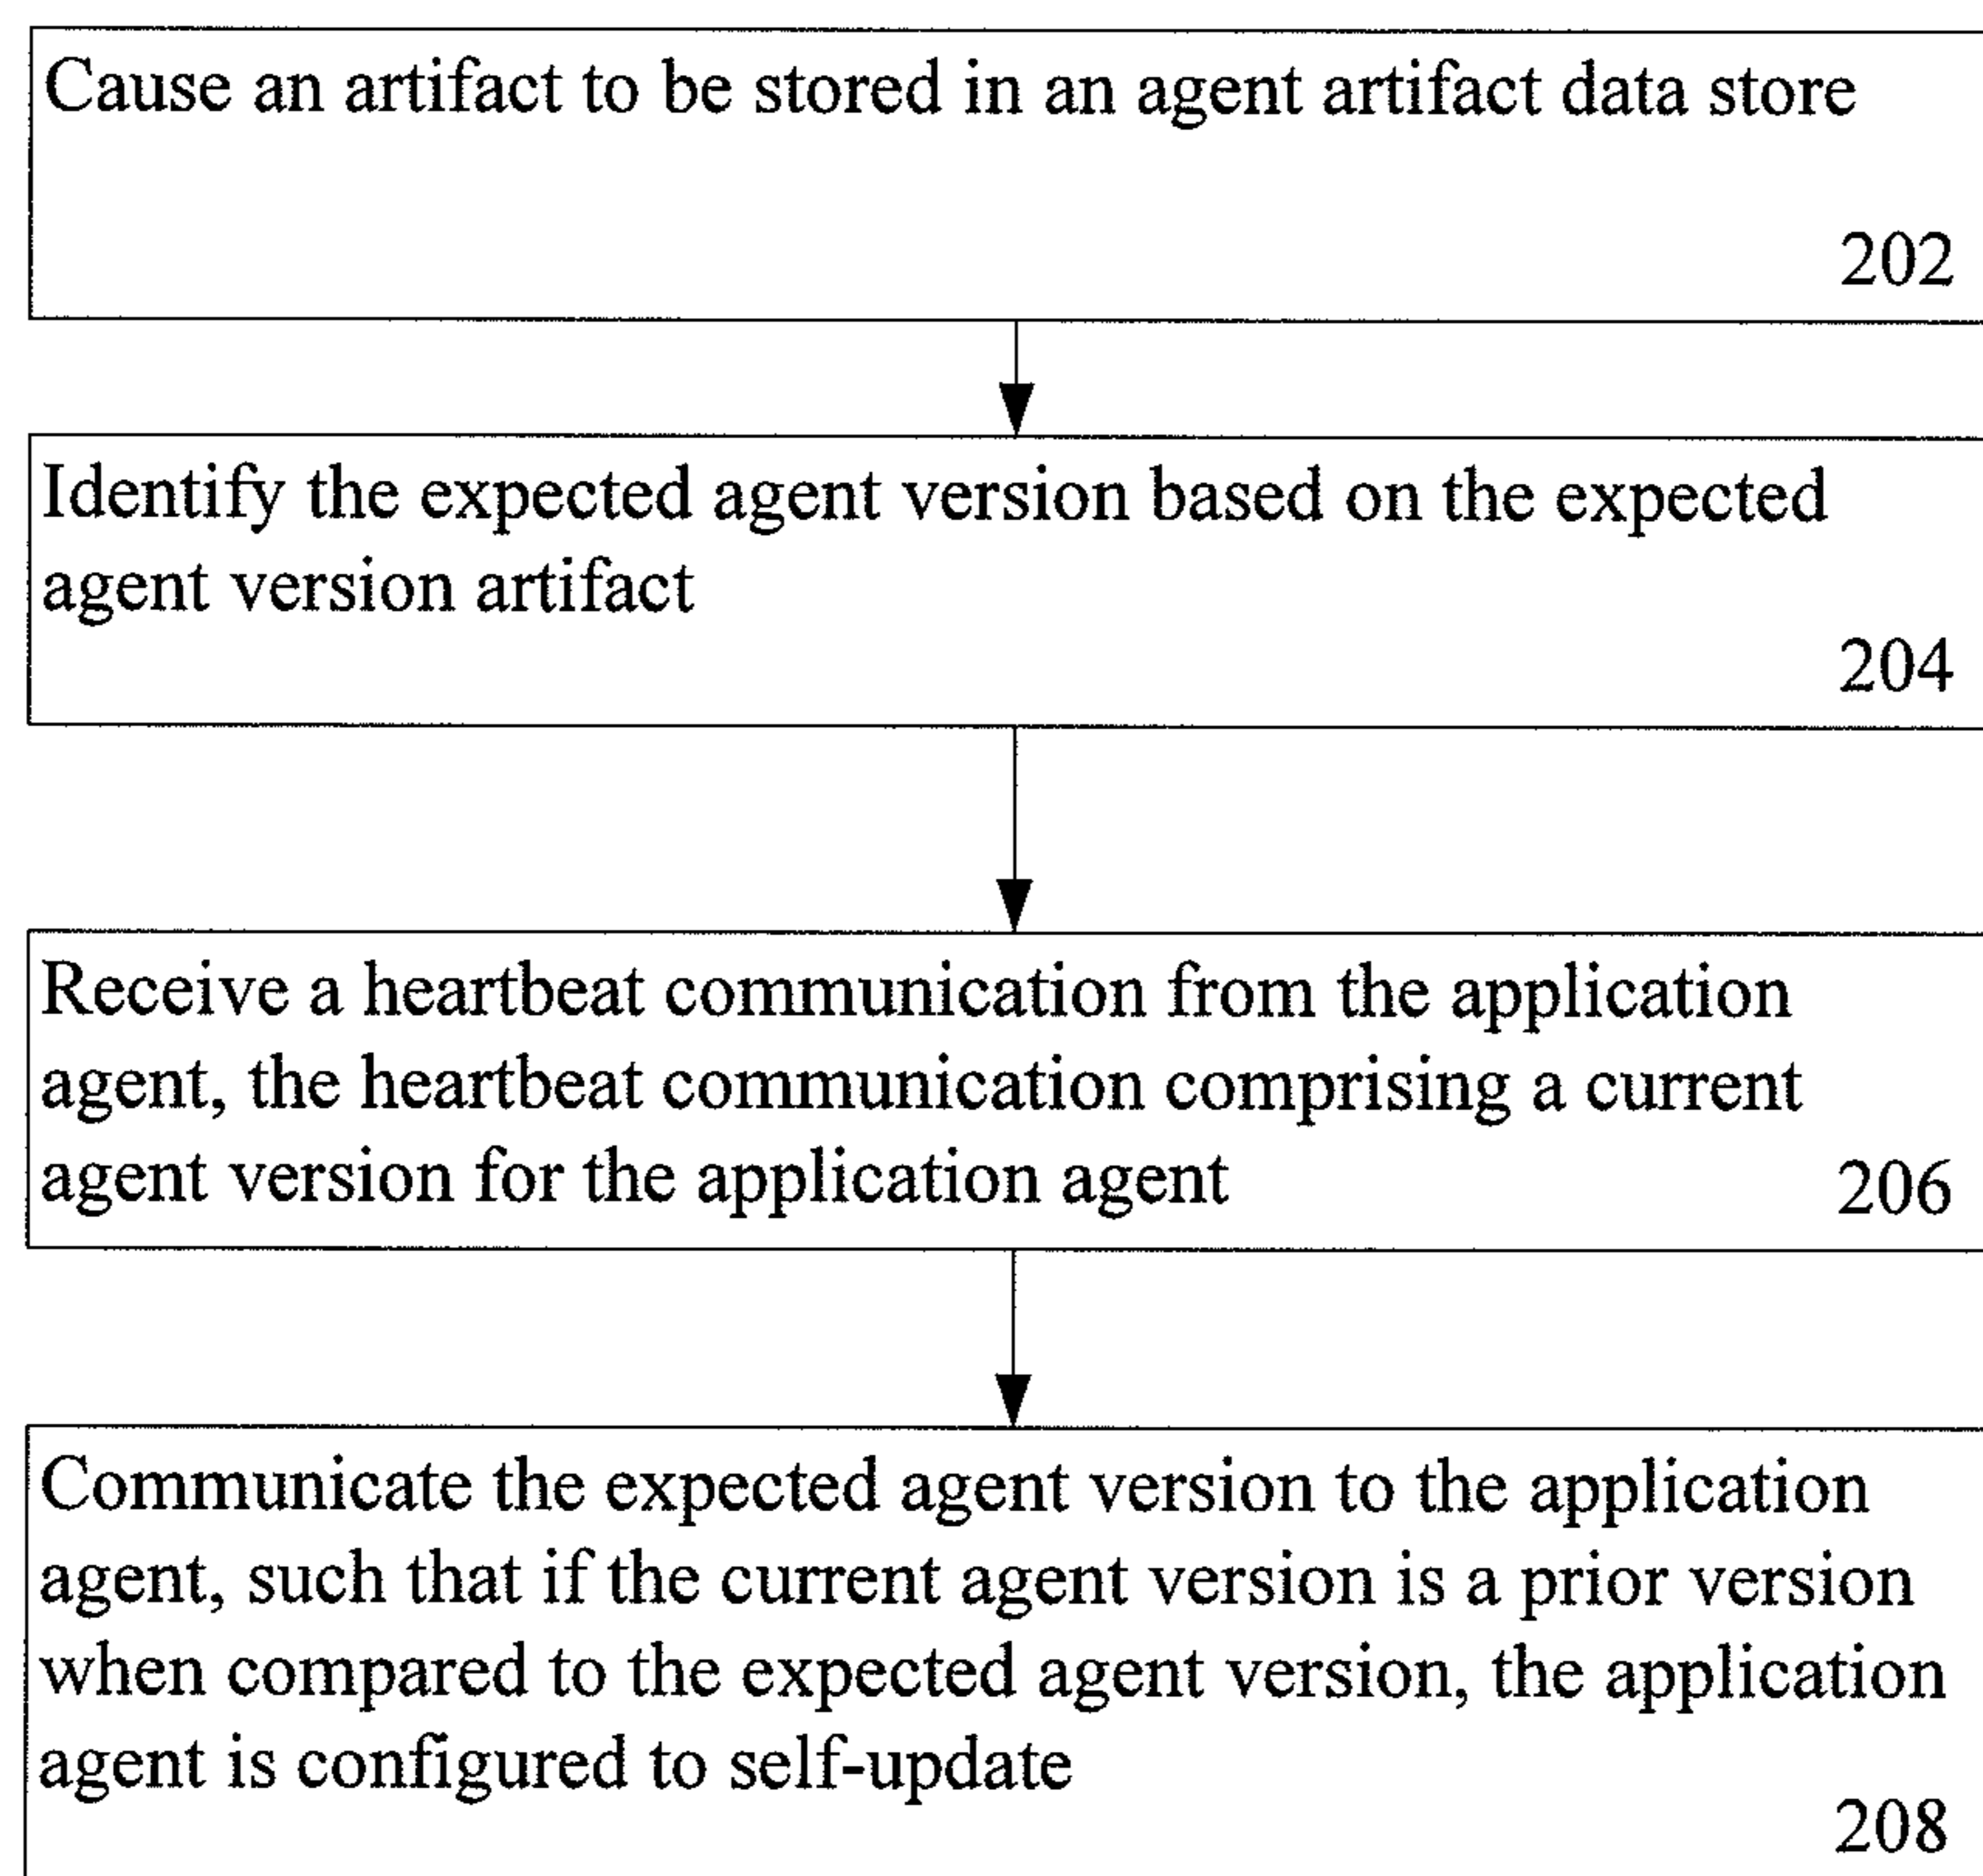 Cause an artifact to be stored in an agent artifact data store
202
Identify the expected agent version based on the expected
agent version artifact
204
Receive a heartbeat communication from the application
agent, the heartbeat communication comprising a current
agent version for the application agent 206
Communicate the expected agent version to the application
agent, such that if the current agent version is a prior version
when compared to the expected agent version, the application
agent is configured to self-update
208